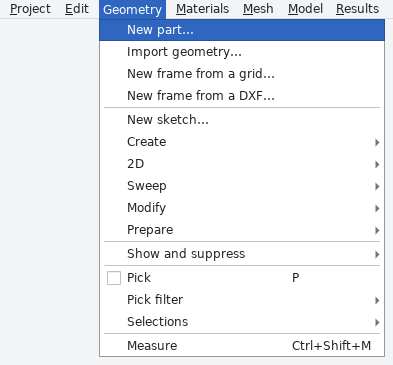 Project Edit Geometry Materials Mesh Model Results
New part...
Import geometry...
New frame from a grid...
New frame from a DXF...
New sketch...
Create
2D
Sweep
Modify
Prepare
Show and suppress
Pick P
Pick filter
Selections
Measure Ctrl+Shift+M